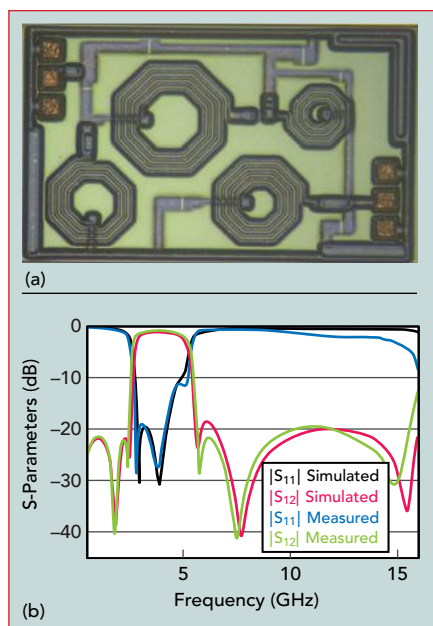 (a)
0
−10
−20
−30
−40
S-Parameters (dB)
|S₁₁| Simulated
|S₁₂| Simulated
|S₁₁| Measured
|S₁₂| Measured
5
10
15
Frequency (GHz)
(b)